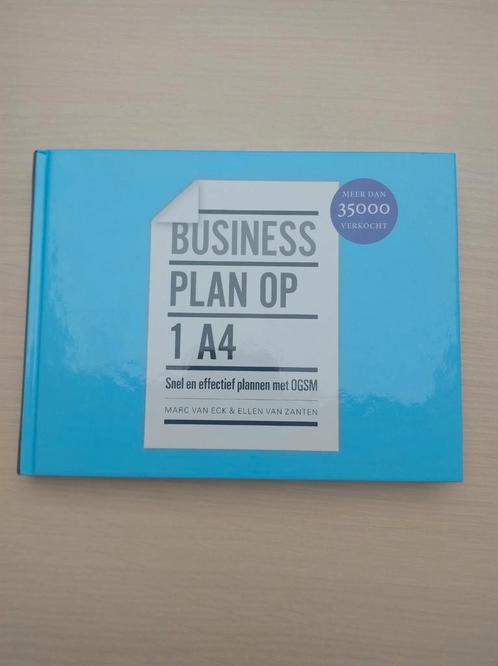 MEER DAN
35000
VERKOCHT
BUSINESS
PLAN OP
1 A4
Snel en effectief plannen met OGSM
MARC VAN ECK & ELLEN VAN ZANTEN